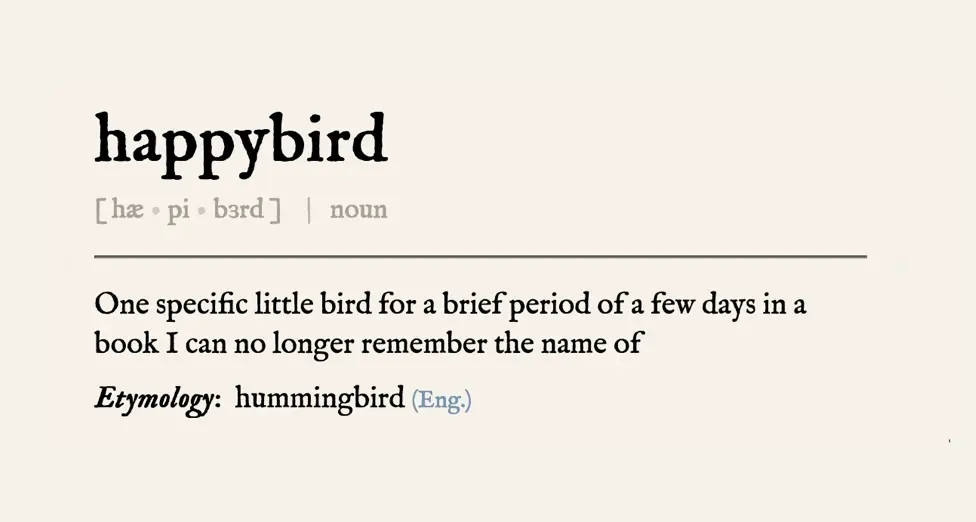 happybird
[ hæ • pi • bɜrd ] | noun
One specific little bird for a brief period of a few days in a
book I can no longer remember the name of
Etymology: hummingbird (Eng.)